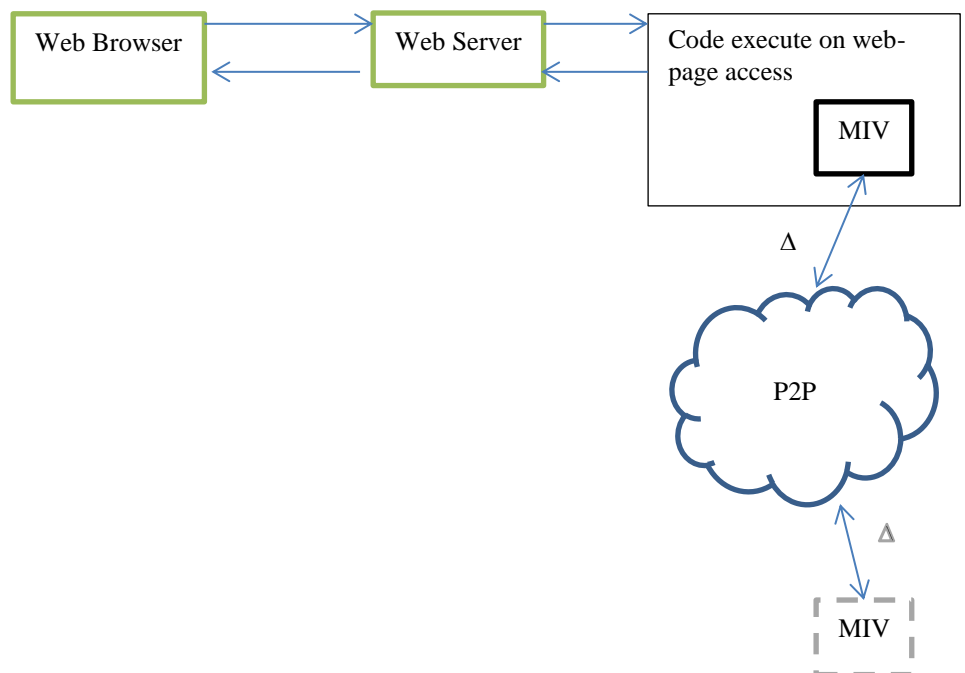 Web Browser
Web Server
Code execute on web-
page access
MIV
Δ
P2P
Δ
MIV